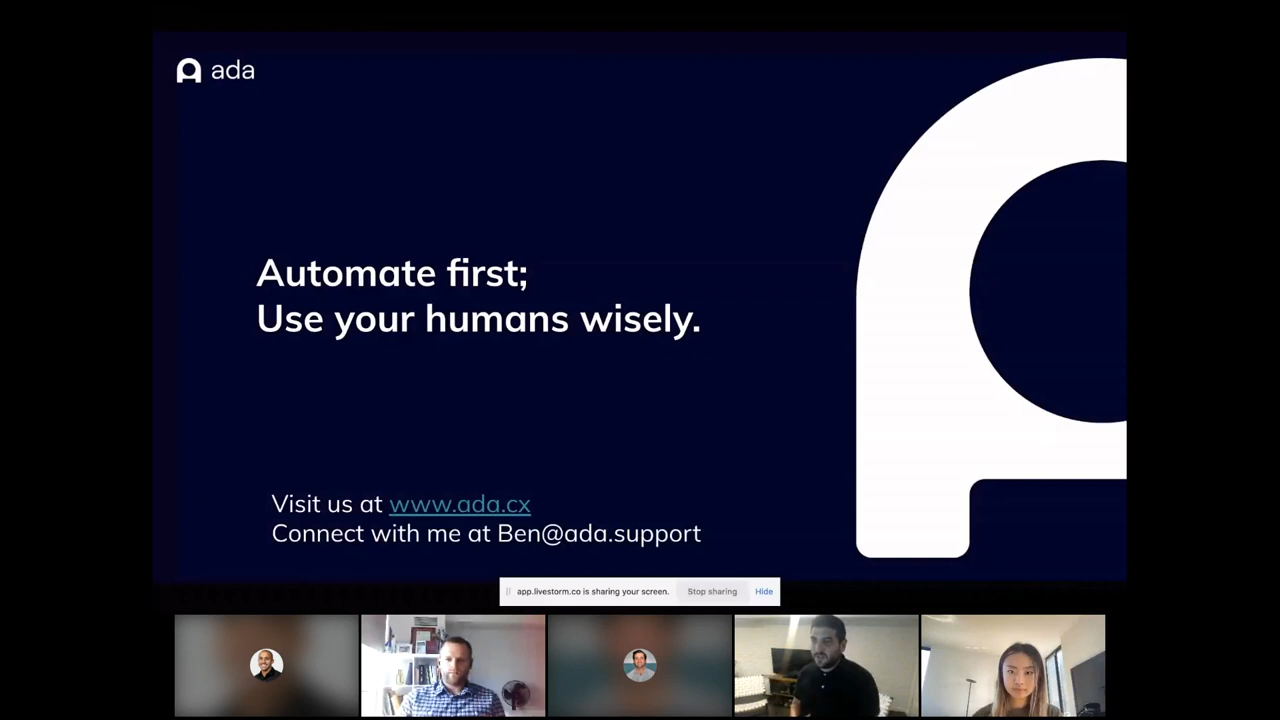 ada
Automate first;
Use your humans wisely.
Visit us at www.ada.cx
Connect with me at Ben@ada.support
app.livestorm.co is sharing your screen. Stop sharing Hide